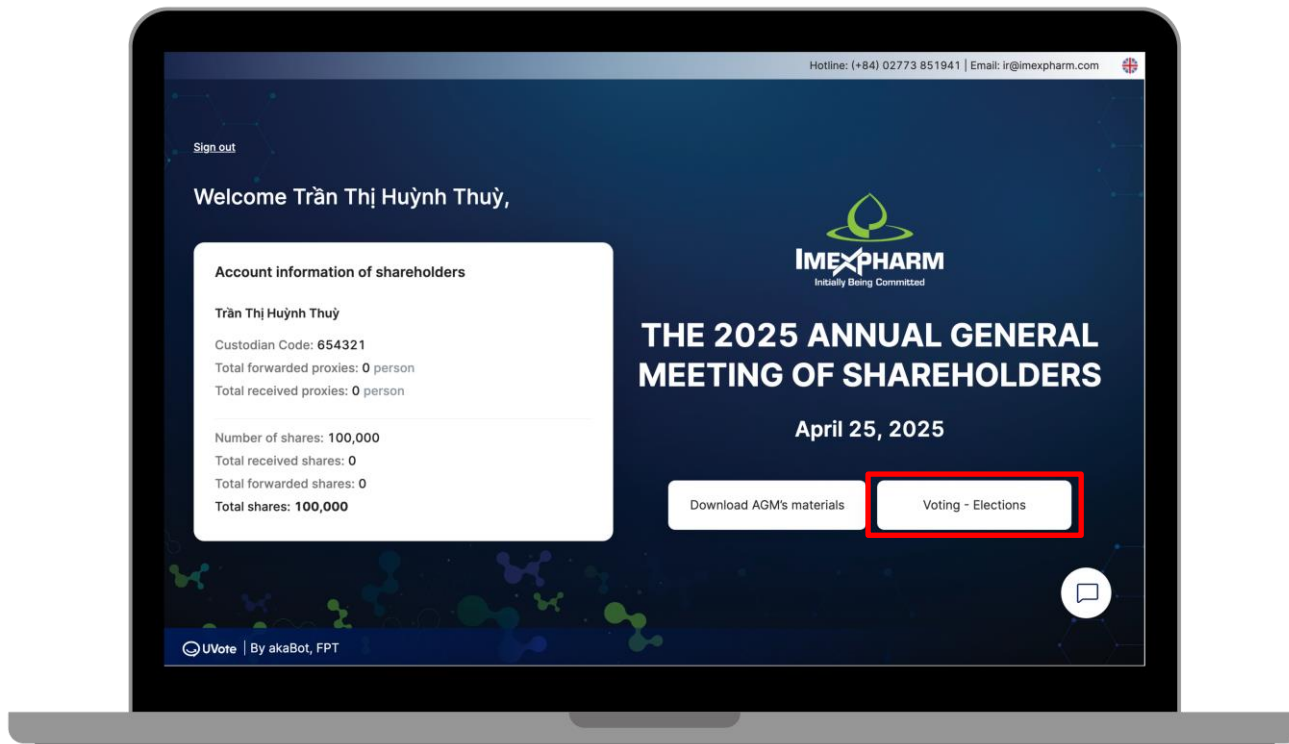 Hotline: (+84) 02773 851941 | Email: ir@imexpharm.com
Sign out
Welcome Trần Thị Huỳnh Thuỳ,
Account information of shareholders
Trần Thị Huỳnh Thuỳ
Custodian Code: 654321
Total forwarded proxies: 0 person
Total received proxies: 0 person
Number of shares: 100,000
Total received shares: 0
Total forwarded shares: 0
Total shares: 100,000
IMEXPHARM
Initially Being Committed
THE 2025 ANNUAL GENERAL
MEETING OF SHAREHOLDERS
April 25, 2025
Download AGM's materials
Voting - Elections
UVote | By akaBot, FPT